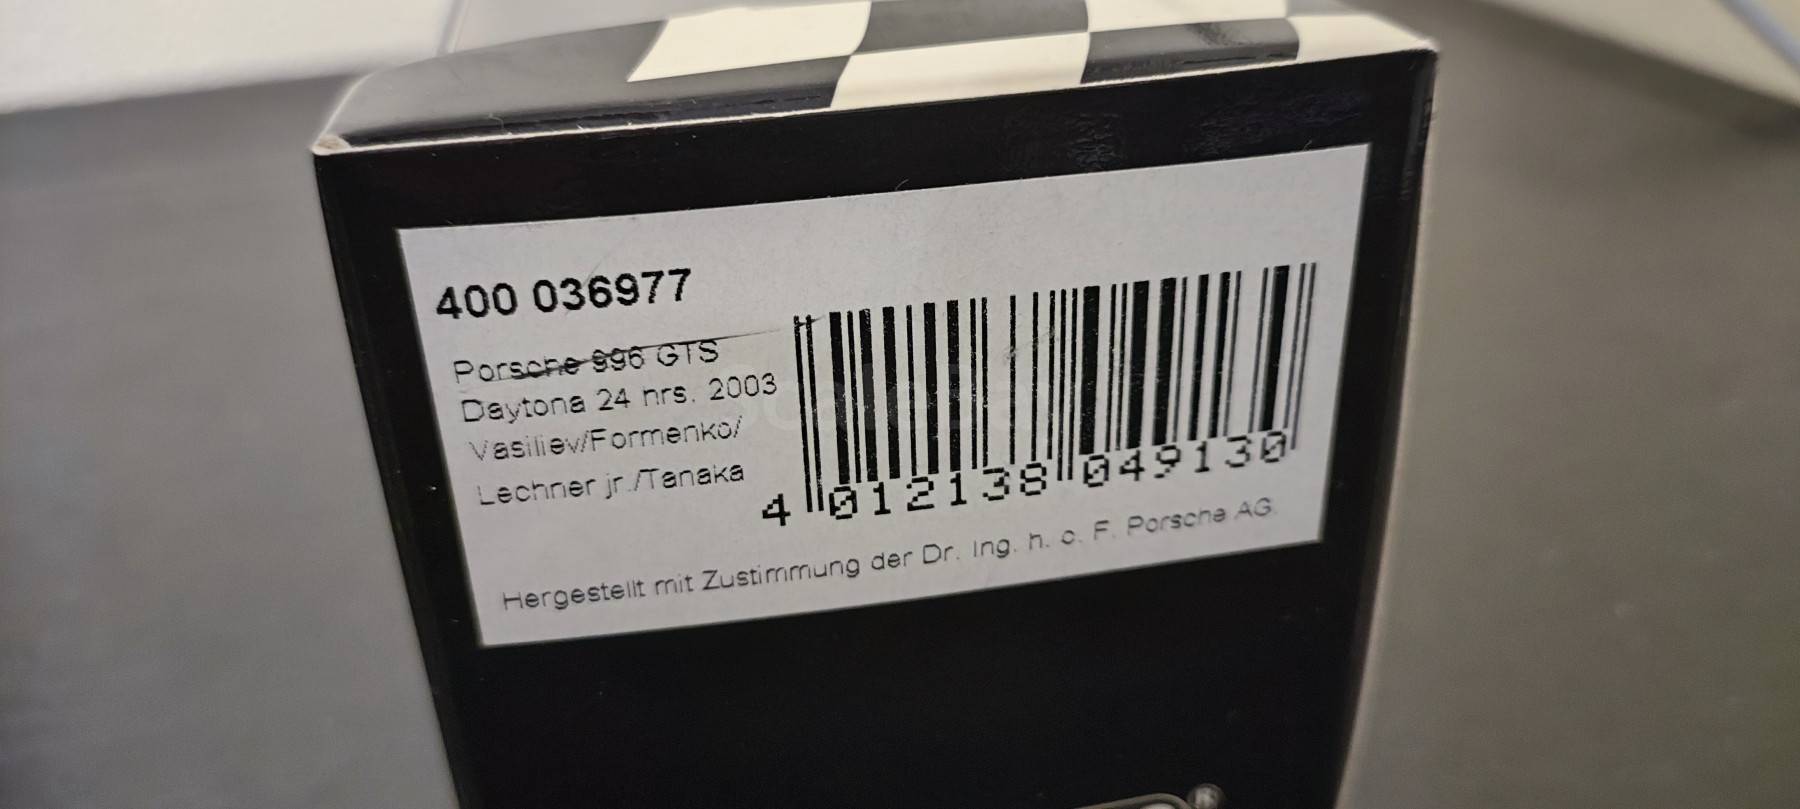 400 036977
Porsche 996 GTS
Daytona 24 hrs. 2003
Vasiliev/Formenko/
Lechner jr./Tanaka
4 012138 049130
Hergestellt mit Zustimmung der Dr. Ing. h. c. F. Porsche AG.
®